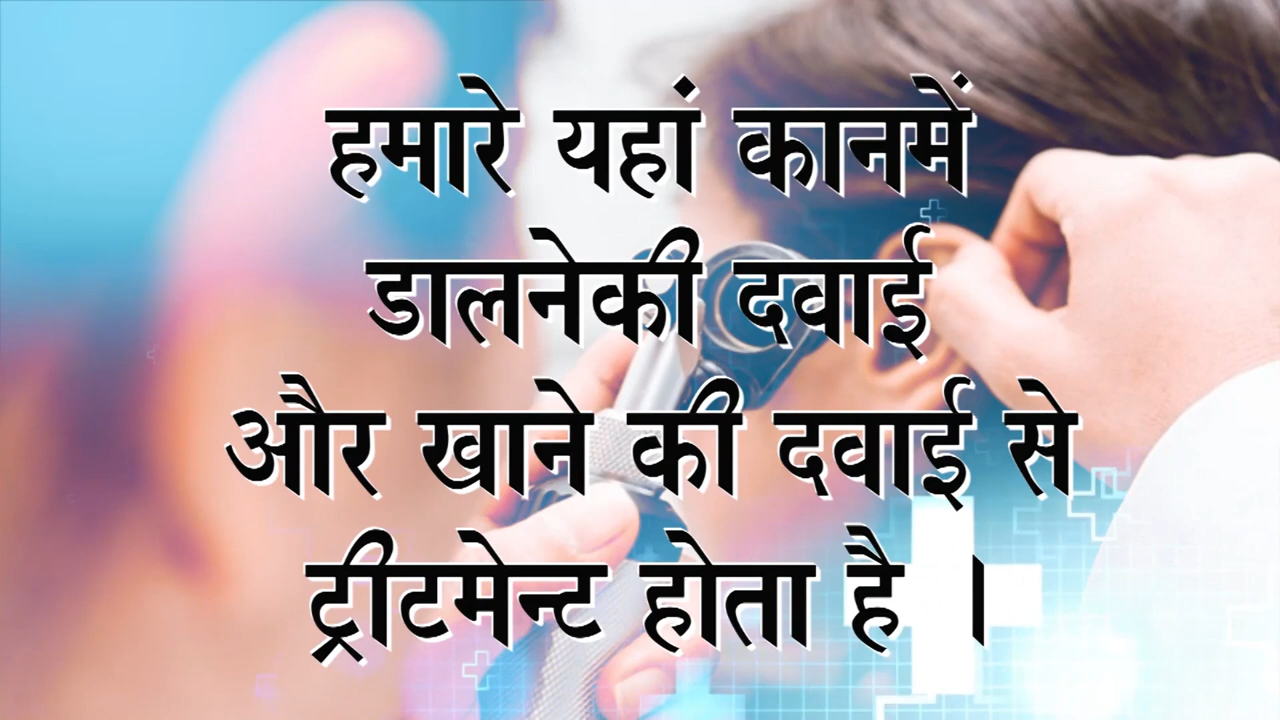 हमारे यहां कानमें
डालनेकी दवाई
और खाने की दवाई से
ट्रीटमेन्ट होता है ।